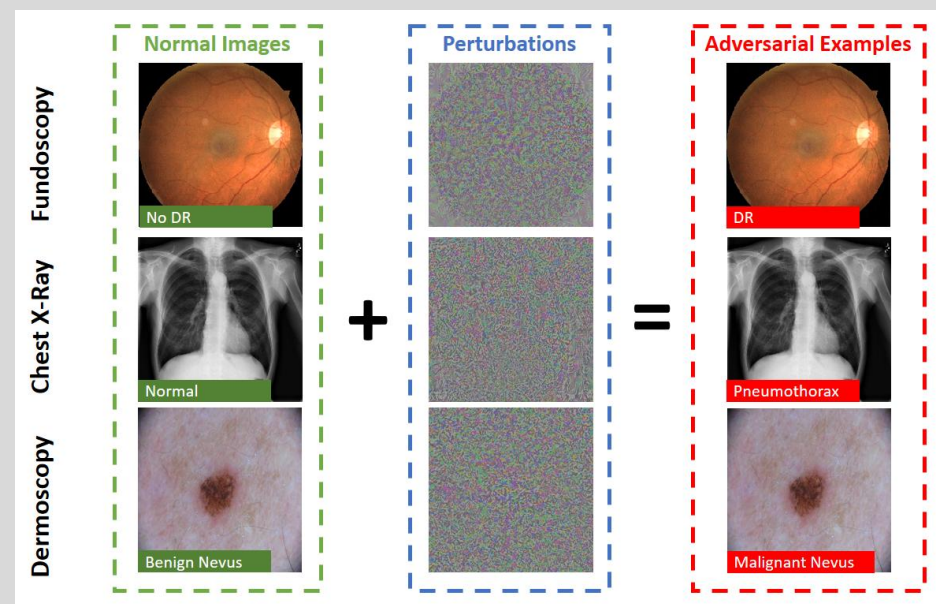 Normal Images
Perturbations
Adversarial Examples
Fundoscopy
No DR
DR
Chest X-Ray
Normal
+
=
Pneumothorax
Dermoscopy
Benign Nevus
Malignant Nevus